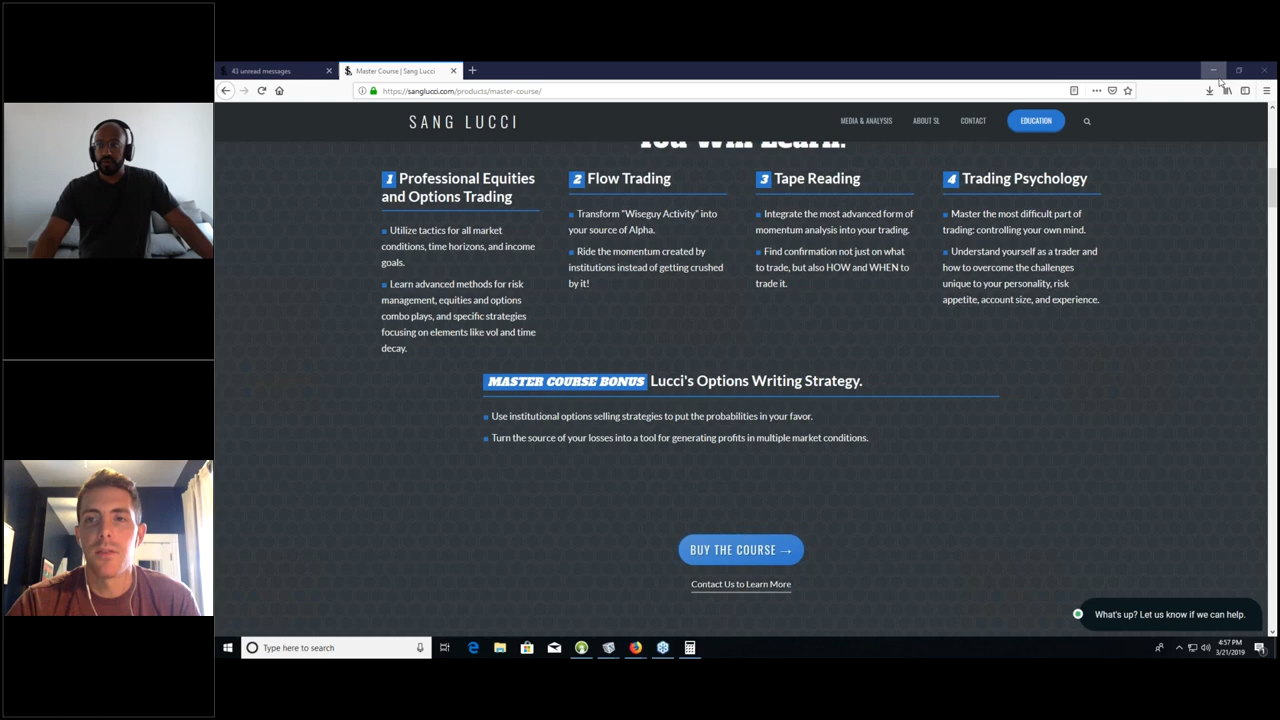 43 unread messages
Master Course | Sang Lucci
https://sanglucci.com/products/master-course/
SANG LUCCI
MEDIA & ANALYSIS
ABOUT SL
CONTACT
EDUCATION
You Will Learn:
1 Professional Equities
and Options Trading
Utilize tactics for all market
conditions, time horizons, and income
goals.
Learn advanced methods for risk
management, equities and options
combo plays, and specific strategies
focusing on elements like vol and time
decay.
2 Flow Trading
Transform "Wiseguy Activity" into
your source of Alpha.
Ride the momentum created by
institutions instead of getting crushed
by it!
3 Tape Reading
Integrate the most advanced form of
momentum analysis into your trading.
Find confirmation not just on what
to trade, but also HOW and WHEN to
trade it.
4 Trading Psychology
Master the most difficult part of
trading: controlling your own mind.
Understand yourself as a trader and
how to overcome the challenges
unique to your personality, risk
appetite, account size, and experience.
MASTER COURSE BONUS Lucci's Options Writing Strategy.
Use institutional options selling strategies to put the probabilities in your favor.
Turn the source of your losses into a tool for generating profits in multiple market conditions.
BUY THE COURSE →
Contact Us to Learn More
What's up? Let us know if we can help.
Type here to search
4:57 PM
3/21/2019